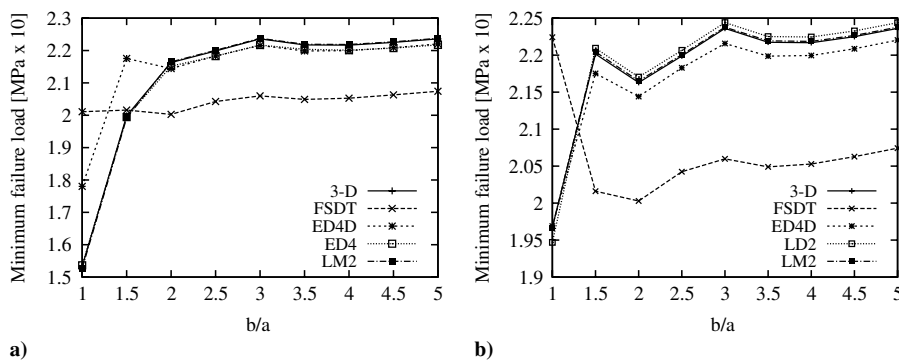 Minimum failure load [MPa x 10]
2.3
2.2
2.1
2
1.9
1.8
1.7
1.6
1.5
1 1.5 2 2.5 3 3.5 4 4.5 5
b/a
3-D
FSDT
ED4D
ED4
LM2
a)
Minimum failure load [MPa x 10]
2.25
2.2
2.15
2.1
2.05
2
1.95
1.9
1 1.5 2 2.5 3 3.5 4 4.5 5
b/a
3-D
FSDT
ED4D
LD2
LM2
b)